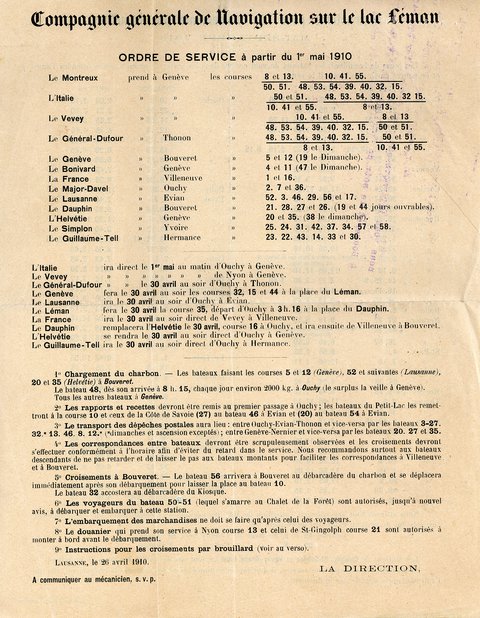 Compagnie générale de Navigation sur le lac Léman
ORDRE DE SERVICE à partir du 1er mai 1910
Le Montreux prend à Genève les courses 8 et 13. 10. 41. 55.
50. 51. 48. 53. 54. 39. 40. 32. 15.
L'Italie » » » 50 et 51. 48. 53. 54. 39. 40. 32 15.
10. 41 et 55. 8 et 13.
Le Vevey » » » 10. 41 et 55. 8 et 13
48. 53. 54. 39. 40. 32. 15. 50 et 51.
Le Général-Dufour » Thonon » 48. 53. 54. 39. 40. 32. 15. 50 et 51.
8 et 13. 10. 41 et 55.
Le Genève » Bouveret » 5 et 12 (19 le Dimanche).
Le Bonivard » Genève » 4 et 11 (47 le Dimanche).
La France » Villeneuve » 1 et 16.
Le Major-Davel » Ouchy » 2. 7 et 36.
Le Lausanne » Evian » 52. 3. 46. 29. 56 et 17.
Le Dauphin » Bouveret » 21. 28. 27 et 26. (19 et 44 jours ouvrables).
L'Helvétie » Genève » 20 et 35. (38 le dimanche).
Le Simplon » Yvoire » 25. 24. 31. 42. 37. 34. 57 et 58.
Le Guillaume-Tell » Hermance » 23. 22. 43. 14. 33 et 30.
L'Italie ira direct le 1er mai au matin d'Ouchy à Genève.
Le Vevey » » » » » » » de Nyon à Genève.
Le Général-Dufour » » le 30 avril au soir d'Ouchy à Thonon.
Le Genève fera le 30 avril au soir les courses 32, 15 et 44 à la place du Léman.
Le Lausanne ira le 30 avril au soir d'Ouchy à Evian.
Le Léman fera le 30 avril la course 35, départ d'Ouchy à 3 h. 16 à la place du Dauphin.
La France ira le 30 avril au soir direct de Vevey à Villeneuve.
Le Dauphin remplacera l'Helvétie le 30 avril, course 16 à Ouchy, et ira ensuite de Villeneuve à Bouveret.
L'Helvétie se rendra le 30 avril au soir à Genève.
Le Guillaume-Tell ira le 30 avril au soir direct d'Ouchy à Hermance.
1° Chargement du charbon. — Les bateaux faisant les courses 5 et 12 (Genève), 52 et suivantes (Lausanne),
20 et 35 (Helvétie) à Bouveret.
Le bateau 48, dès son arrivée à 8 h. 15, chaque jour environ 2000 kg. à Ouchy (le surplus la veille à Genève).
Tous les autres bateaux à Genève.
2° Les rapports et recettes devront être remis au premier passage à Ouchy ; les bateaux du Petit-Lac les remet-
tront à la course 10 et ceux de la Côte de Savoie (27) au bateau 46 à Evian et (20) au bateau 54 à Evian.
3° Le transport des dépêches postales aura lieu : entre Ouchy-Evian-Thonon et vice-versa par les bateaux 3-27.
32.* 13. 46. 8. 12.* (*dimanches et ascension exceptés) ; entre Genève-Nernier et vice-versa par les bateaux 20. 27 et 35.
4° Les correspondances entre bateaux devront être scrupuleusement observées et les croisements devront
s'effectuer conformément à l'horaire afin d'éviter du retard dans le service. Nous recommandons surtout aux bateaux
descendants de ne pas retarder et de laisser le pas aux bateaux montants pour faciliter les correspondances à Villeneuve
et à Bouveret.
5° Croisements à Bouveret. — Le bateau 56 arrivera à Bouveret au débarcadère du charbon et se déplacera
immédiatement après son débarquement pour laisser la place au bateau 10.
Le bateau 32 accostera au débarcadère du Kiosque.
6° Les voyageurs du bateau 50-51 (lequel s'amarre au Chalet de la Forêt) sont autorisés, jusqu'à nouvel
avis, à débarquer et embarquer à cette station.
7° L'embarquement des marchandises ne doit se faire qu'après celui des voyageurs.
8° Le douanier qui prend son service à Nyon course 13 et celui de St-Gingolph course 21 sont autorisés à
monter à bord avant le débarquement.
9° Instructions pour les croisements par brouillard (voir au verso).
Lausanne, le 26 avril 1910.
LA DIRECTION.
A communiquer au mécanicien, s. v. p.